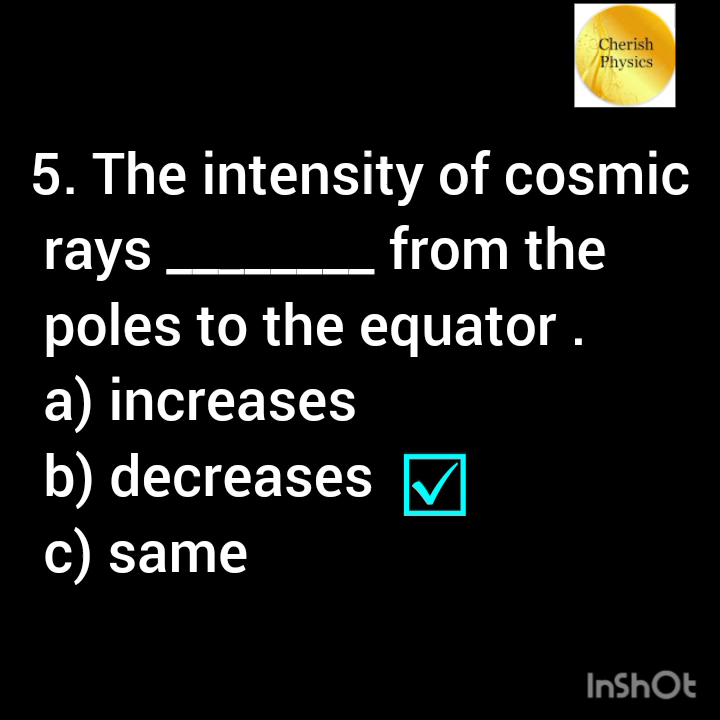 Cherish
Physics
5. The intensity of cosmic
rays ________ from the
poles to the equator .
a) increases
b) decreases ☑
c) same
InShOt